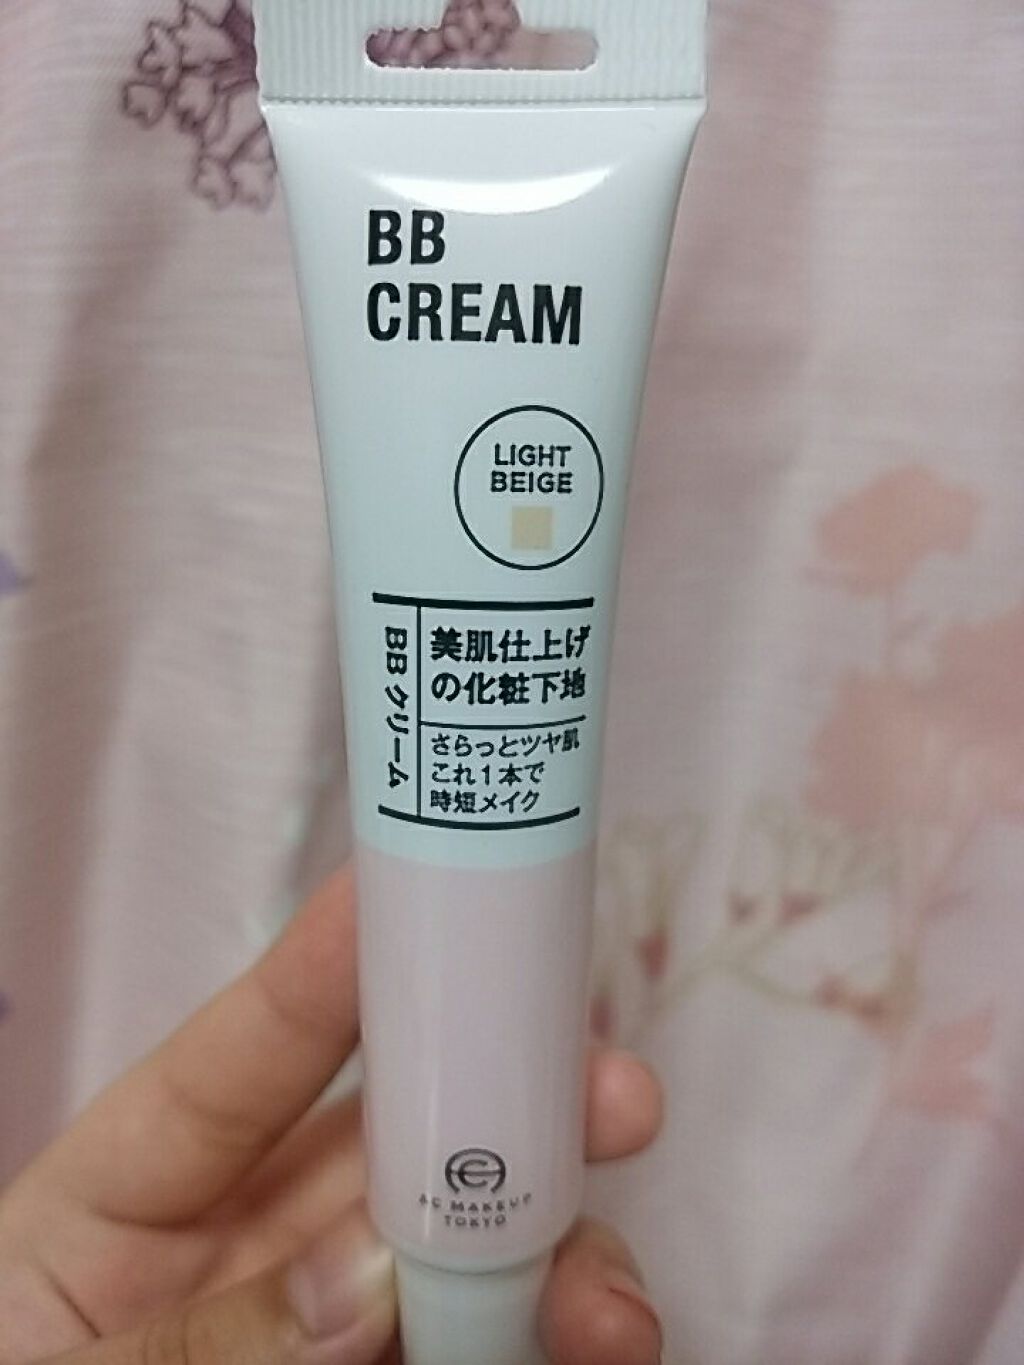 BB
CREAM
LIGHT
BEIGE
BBクリーム
美肌仕上げ
の化粧下地
さらっとツヤ肌
これ1本で
時短メイク
AC MAKEUP
TOKYO